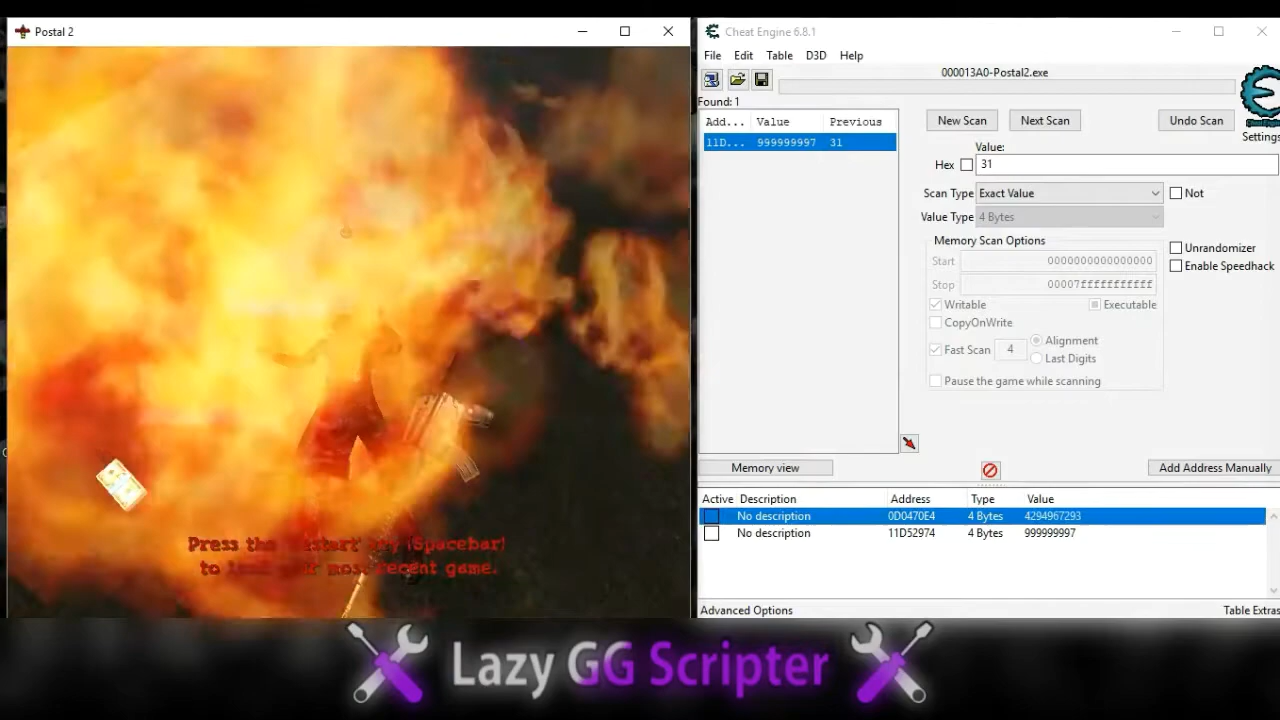 Postal 2
Press the 'Restart' key (Spacebar)
to load your most recent game.
Cheat Engine 6.8.1
File Edit Table D3D Help
000013A0-Postal2.exe
Found: 1
Add... Value Previous
11D... 999999997 31
New Scan Next Scan Undo Scan
Settings
Value:
Hex 31
Scan Type Exact Value Not
Value Type 4 Bytes
Memory Scan Options
Start 0000000000000000
Stop 00007fffffffffff
Writable Executable
CopyOnWrite
Fast Scan 4 Alignment
Last Digits
Pause the game while scanning
Unrandomizer
Enable Speedhack
Memory view Add Address Manually
Active Description Address Type Value
No description 0D0470E4 4 Bytes 4294967293
No description 11D52974 4 Bytes 999999997
Advanced Options Table Extras
Lazy GG Scripter